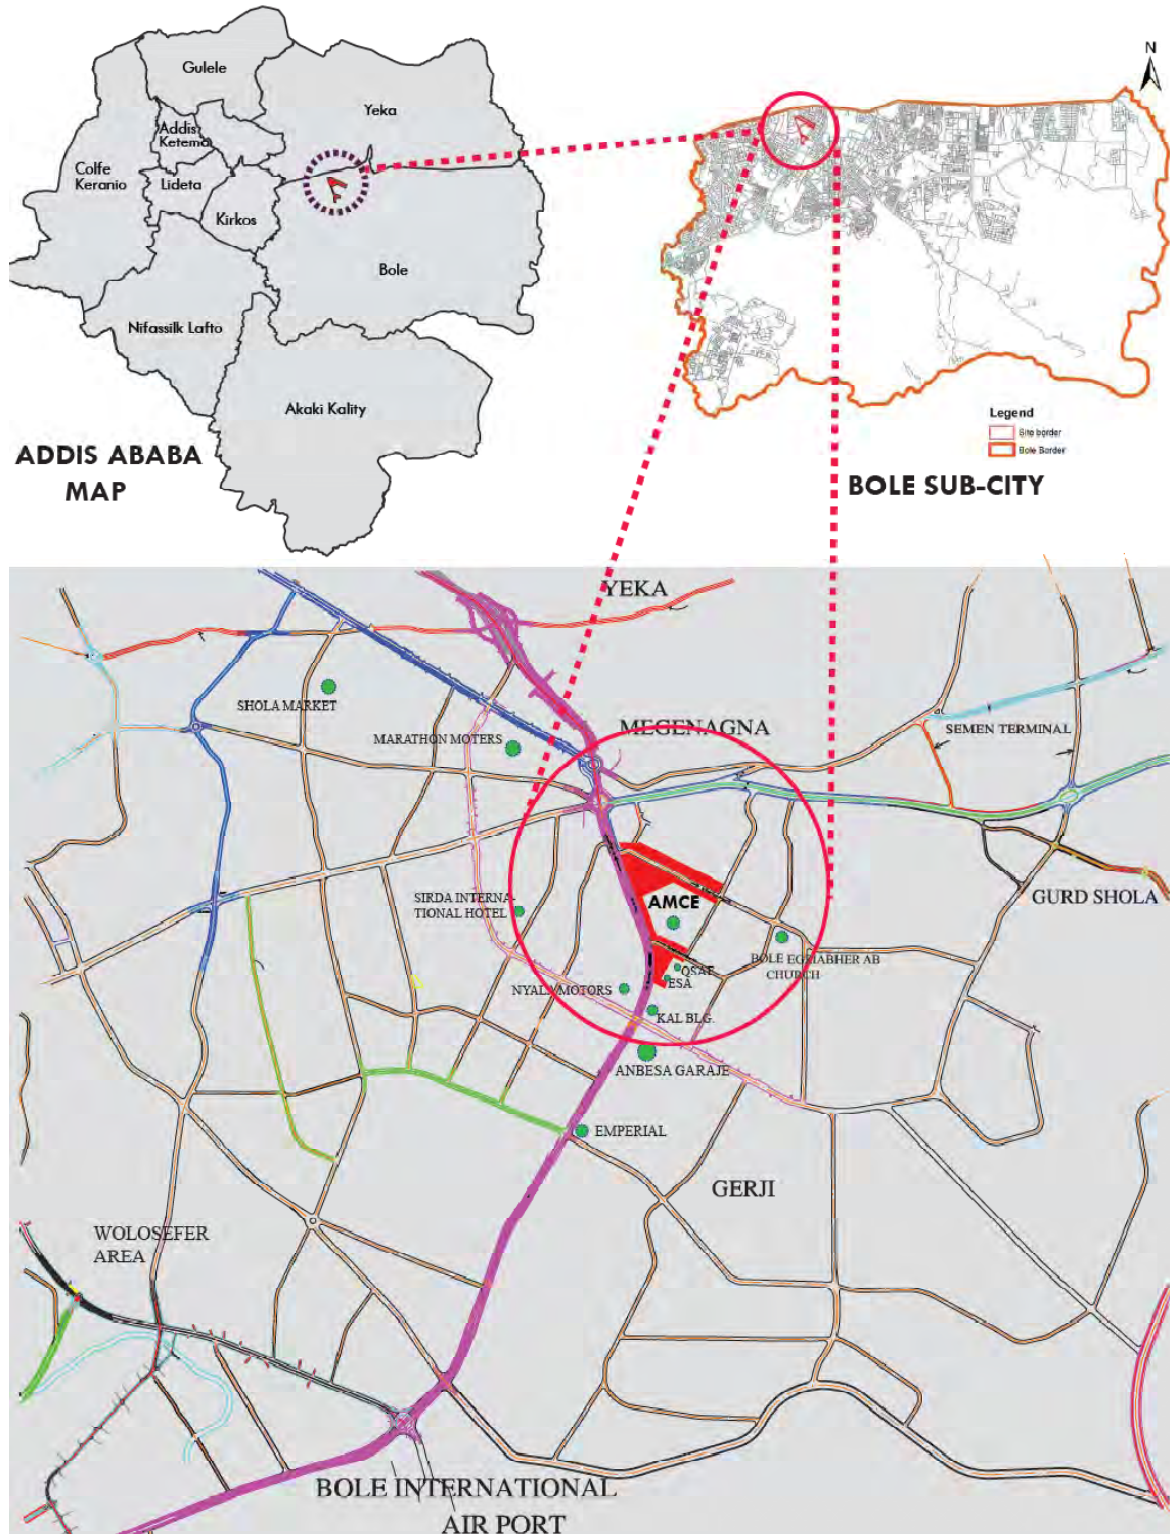 N
Gulele
Yeka
Addis
Ketema
Colfe
Keranio
Lideta
Kirkos
Bole
Nifassilk Lafto
Akaki Kality
ADDIS ABABA
MAP
Legend
Site border
Bole Border
BOLE SUB-CITY
YEKA
SHOLA MARKET
MEGENAGNA
SEMEN TERMINAL
MARATHON MOTERS
GURD SHOLA
SIRDA INTERNA-
TIONAL HOTEL
AMCE
BOLE EGZIABHER AB
CHURCH
QSAE
ESA
NYALA MOTORS
KAL BLG.
ANBESA GARAJE
EMPERIAL
GERJI
WOLOSEFER
AREA
BOLE INTERNATIONAL
AIR PORT